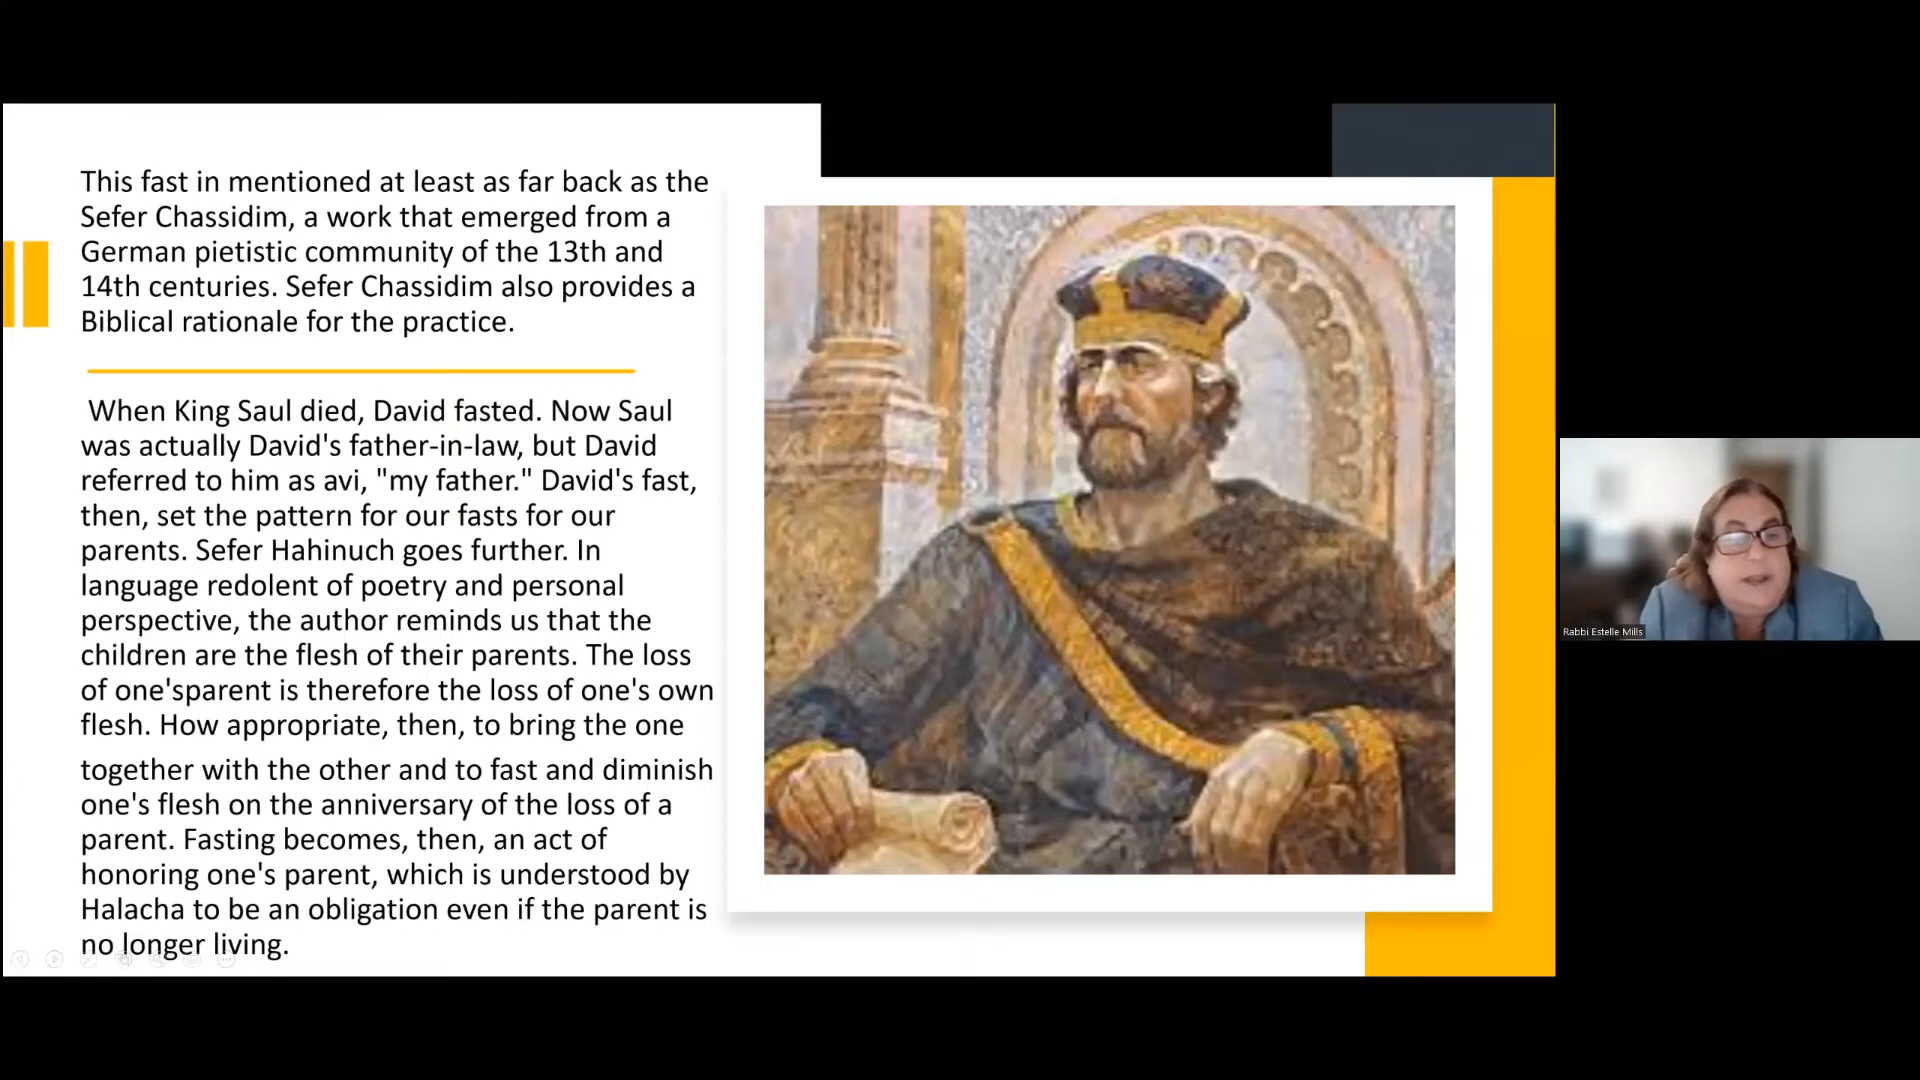 This fast in mentioned at least as far back as the
Sefer Chassidim, a work that emerged from a
German pietistic community of the 13th and
14th centuries. Sefer Chassidim also provides a
Biblical rationale for the practice.
When King Saul died, David fasted. Now Saul
was actually David's father-in-law, but David
referred to him as avi, "my father." David's fast,
then, set the pattern for our fasts for our
parents. Sefer Hahinuch goes further. In
language redolent of poetry and personal
perspective, the author reminds us that the
children are the flesh of their parents. The loss
of one'sparent is therefore the loss of one's own
flesh. How appropriate, then, to bring the one
together with the other and to fast and diminish
one's flesh on the anniversary of the loss of a
parent. Fasting becomes, then, an act of
honoring one's parent, which is understood by
Halacha to be an obligation even if the parent is
no longer living.
Rabbi Estelle Mills